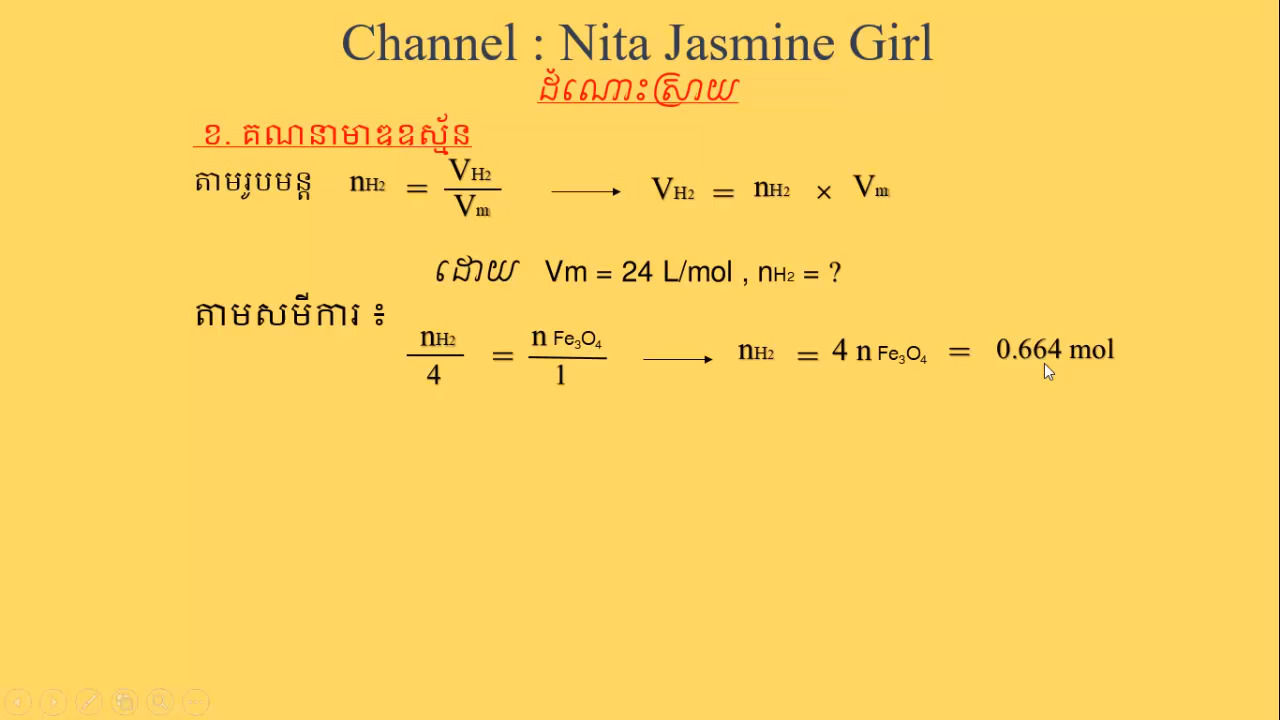 Channel : Nita Jasmine Girl
ដំណោះស្រាយ
ខ. គណនាមាឌឧស្ម័ន
តាមរូបមន្ត nH2 = VH2 / Vm ⟶ VH2 = nH2 × Vm
ដោយ Vm = 24 L/mol , nH2 = ?
តាមសមីការ ៖
nH2 / 4 = n Fe3O4 / 1 ⟶ nH2 = 4 n Fe3O4 = 0.664 mol